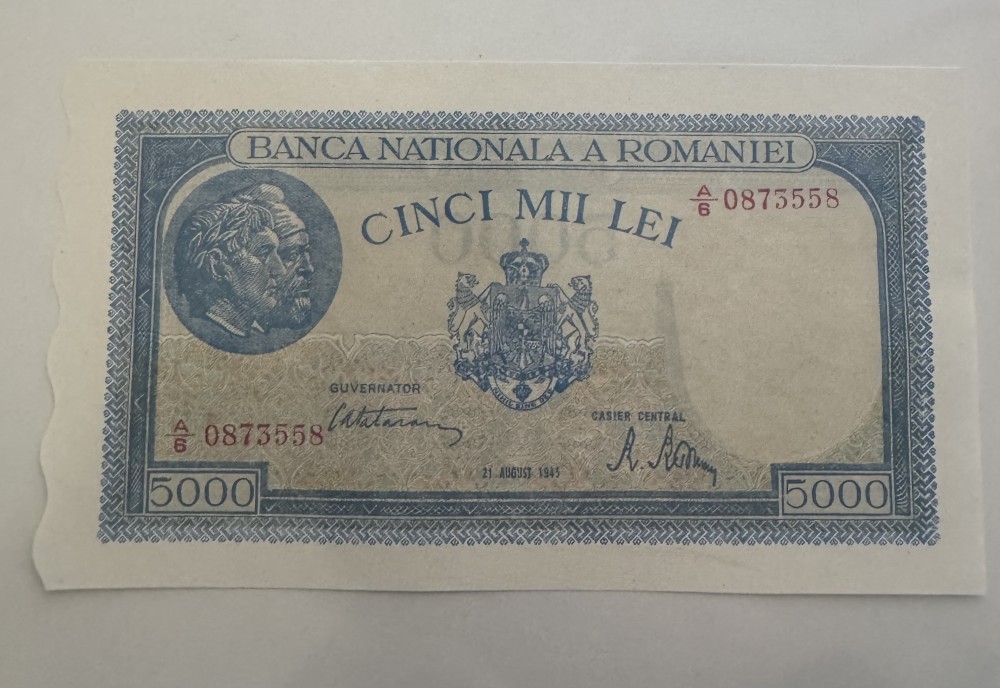 BANCA NATIONALA A ROMANIEI
CINCI MII LEI
A/6 0873558
GUVERNATOR
CASIER CENTRAL
A/6 0873558
21 AUGUST 1945
5000
5000